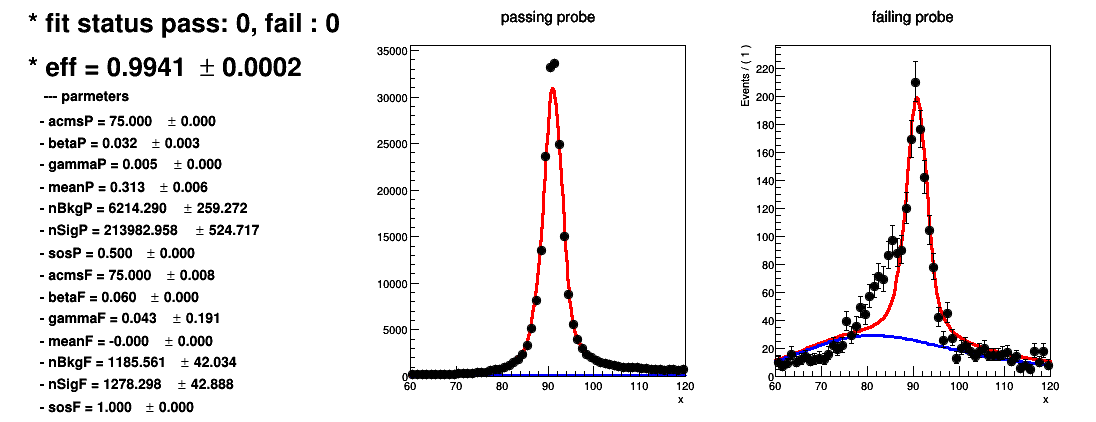 * fit status pass: 0, fail : 0
* eff = 0.9941 ± 0.0002
--- parmeters
- acmsP = 75.000 ± 0.000
- betaP = 0.032 ± 0.003
- gammaP = 0.005 ± 0.000
- meanP = 0.313 ± 0.006
- nBkgP = 6214.290 ± 259.272
- nSigP = 213982.958 ± 524.717
- sosP = 0.500 ± 0.000
- acmsF = 75.000 ± 0.008
- betaF = 0.060 ± 0.000
- gammaF = 0.043 ± 0.191
- meanF = -0.000 ± 0.000
- nBkgF = 1185.561 ± 42.034
- nSigF = 1278.298 ± 42.888
- sosF = 1.000 ± 0.000
passing probe
35000
30000
25000
20000
15000
10000
5000
0
60 70 80 90 100 110 120
x
failing probe
Events / ( 1 )
220
200
180
160
140
120
100
80
60
40
20
0
60 70 80 90 100 110 120
x